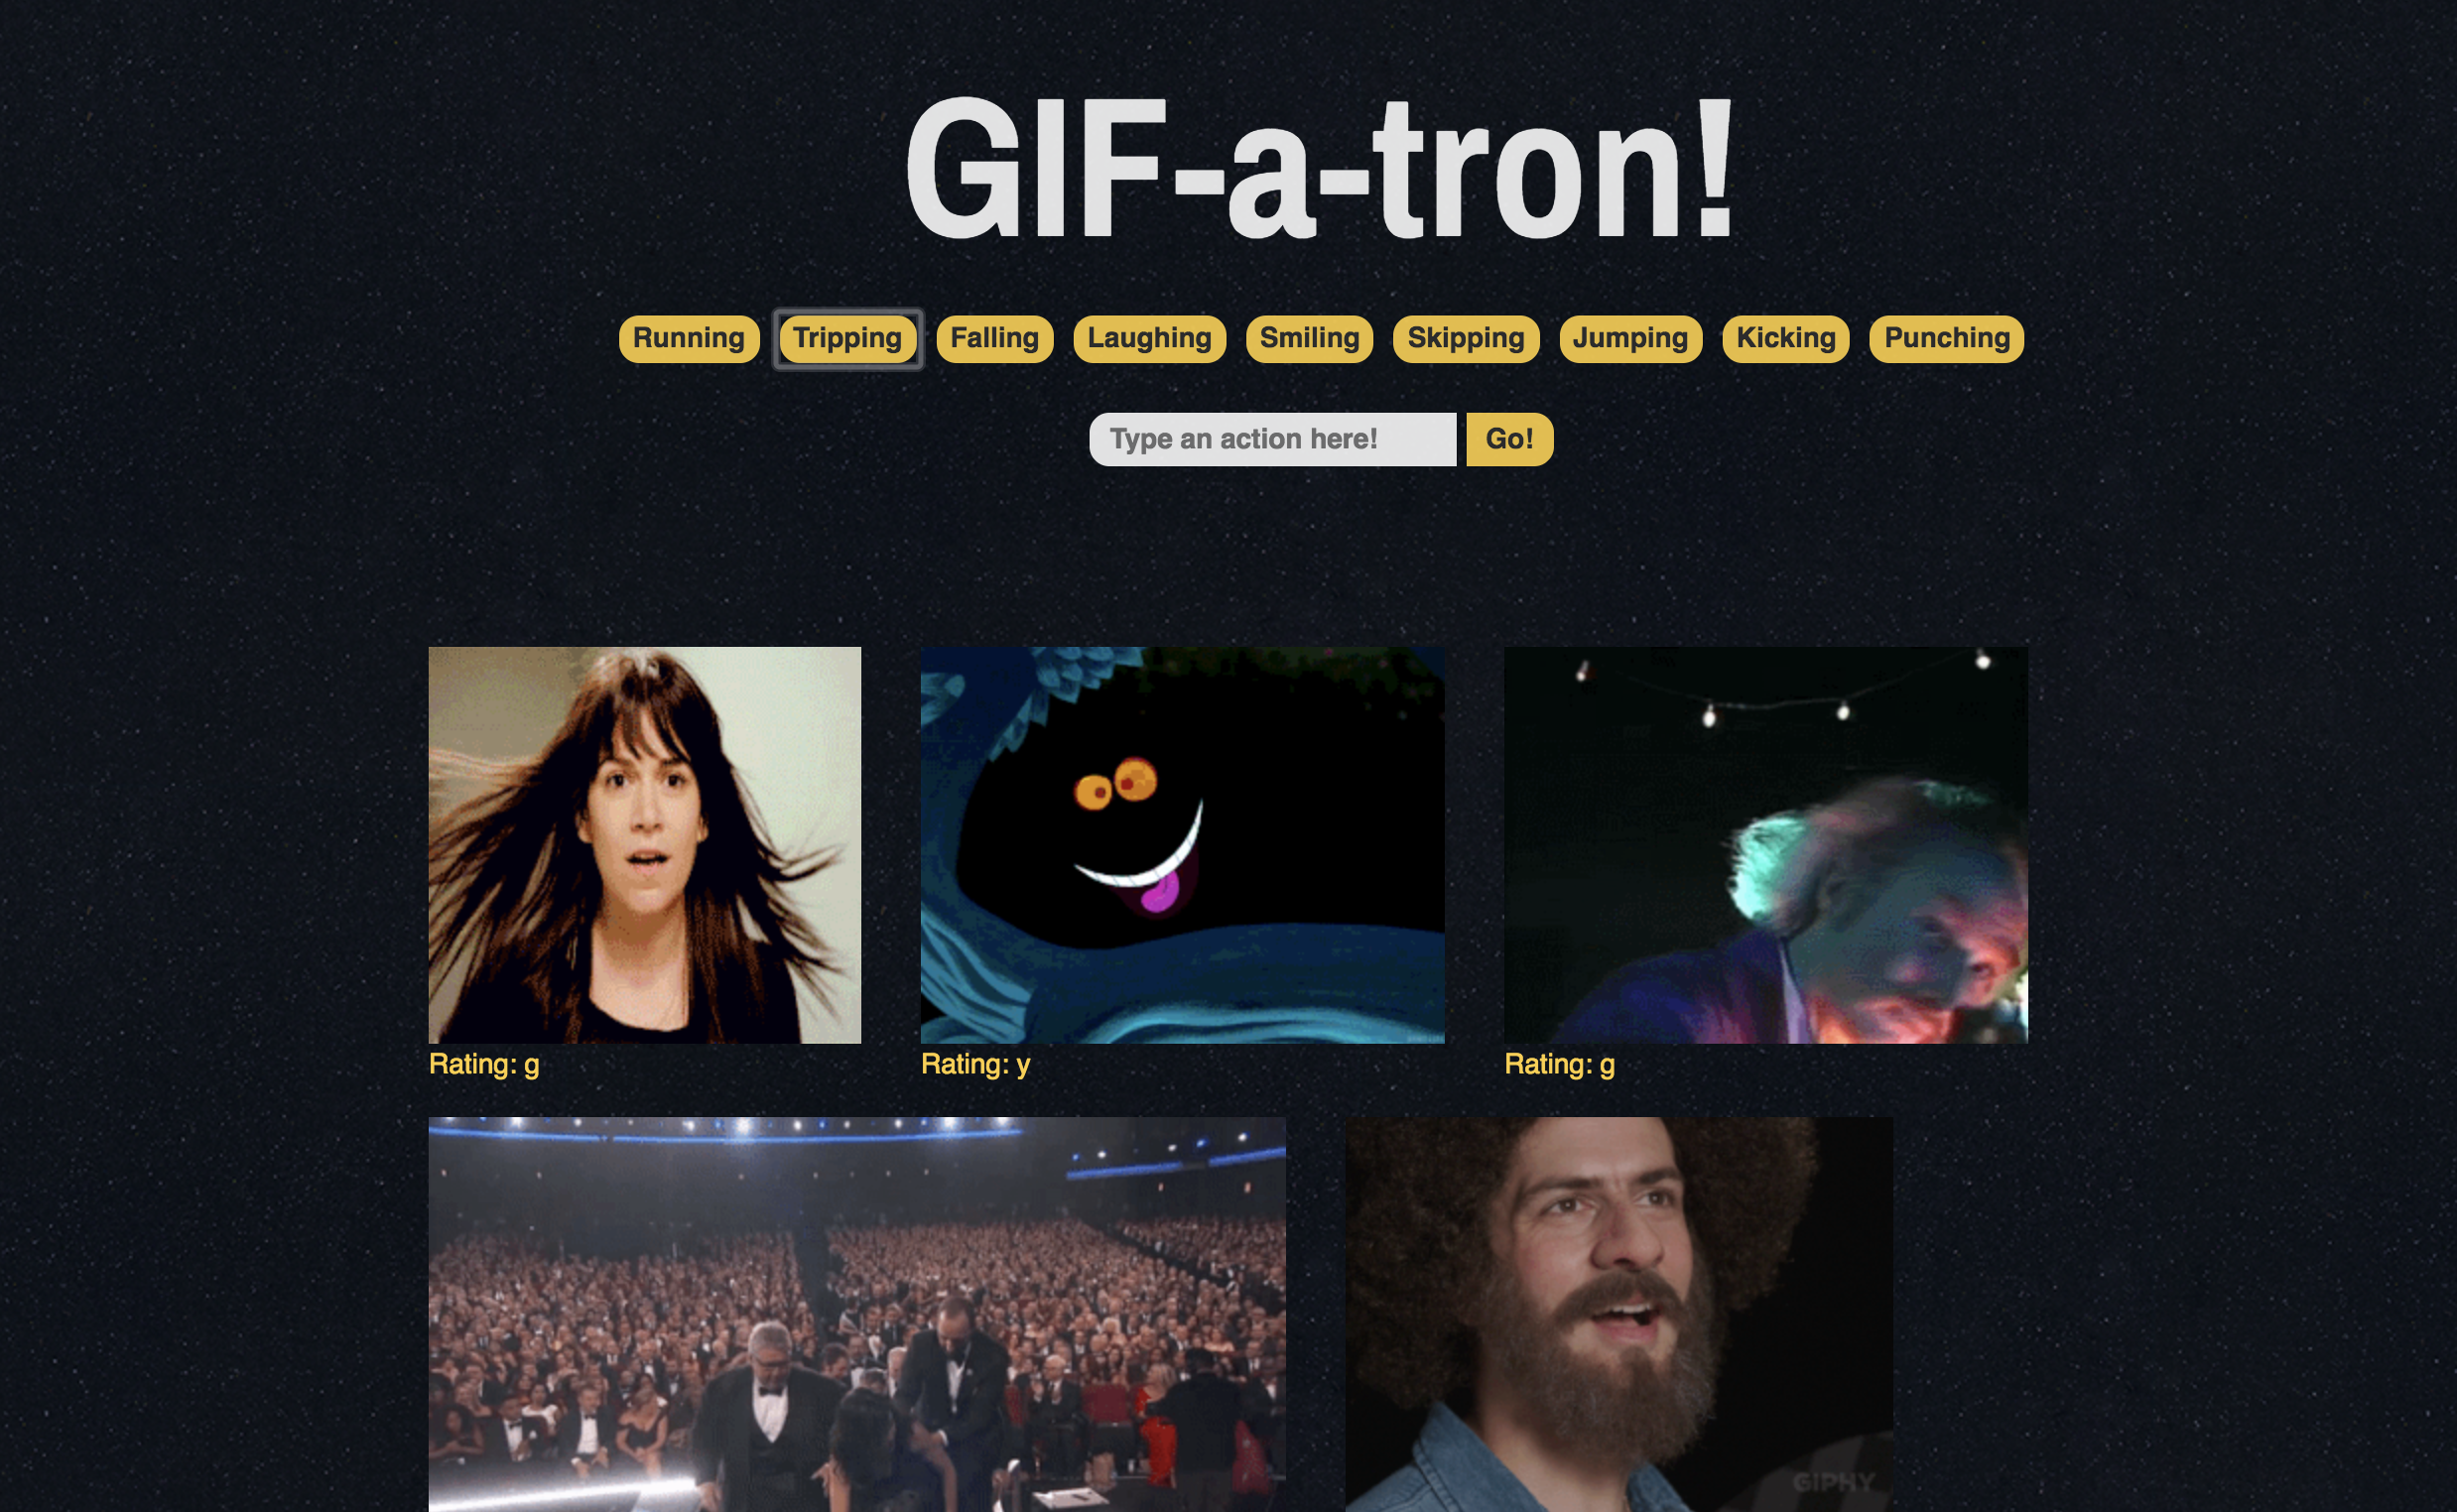 GIF-a-tron!
Running Tripping Falling Laughing Smiling Skipping Jumping Kicking Punching
Type an action here! Go!
Rating: g Rating: y Rating: g
GIPHY